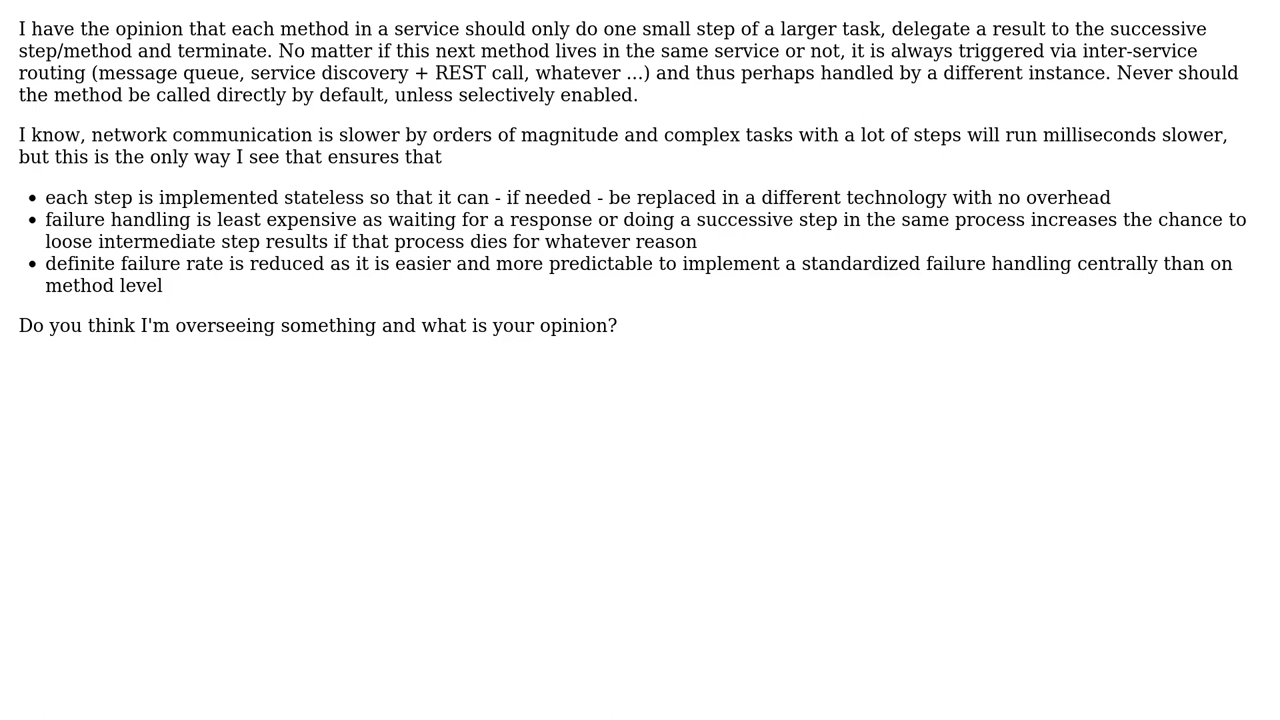 I have the opinion that each method in a service should only do one small step of a larger task, delegate a result to the successive
step/method and terminate. No matter if this next method lives in the same service or not, it is always triggered via inter-service
routing (message queue, service discovery + REST call, whatever ...) and thus perhaps handled by a different instance. Never should
the method be called directly by default, unless selectively enabled.
I know, network communication is slower by orders of magnitude and complex tasks with a lot of steps will run milliseconds slower,
but this is the only way I see that ensures that
• each step is implemented stateless so that it can - if needed - be replaced in a different technology with no overhead
• failure handling is least expensive as waiting for a response or doing a successive step in the same process increases the chance to
loose intermediate step results if that process dies for whatever reason
• definite failure rate is reduced as it is easier and more predictable to implement a standardized failure handling centrally than on
method level
Do you think I'm overseeing something and what is your opinion?